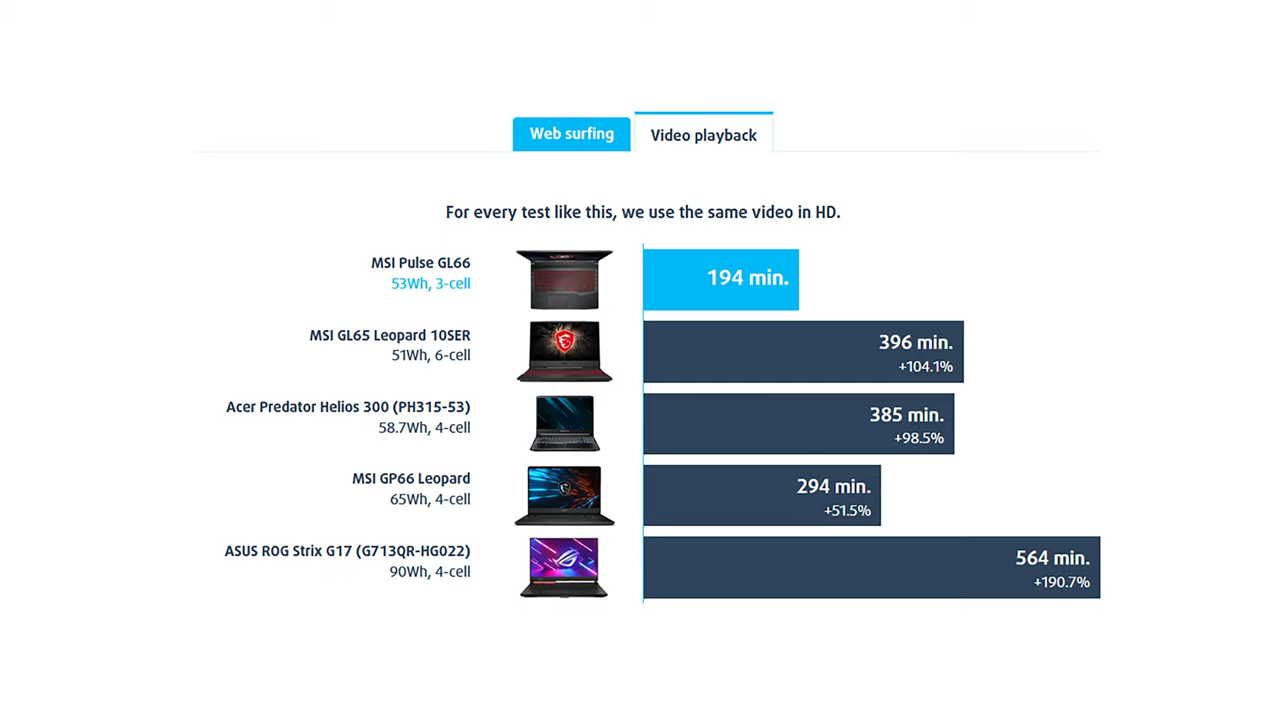 Web surfing
Video playback
For every test like this, we use the same video in HD.
MSI Pulse GL66
53Wh, 3-cell
194 min.
MSI GL65 Leopard 10SER
51Wh, 6-cell
396 min.
+104.1%
Acer Predator Helios 300 (PH315-53)
58.7Wh, 4-cell
385 min.
+98.5%
MSI GP66 Leopard
65Wh, 4-cell
294 min.
+51.5%
ASUS ROG Strix G17 (G713QR-HG022)
90Wh, 4-cell
564 min.
+190.7%